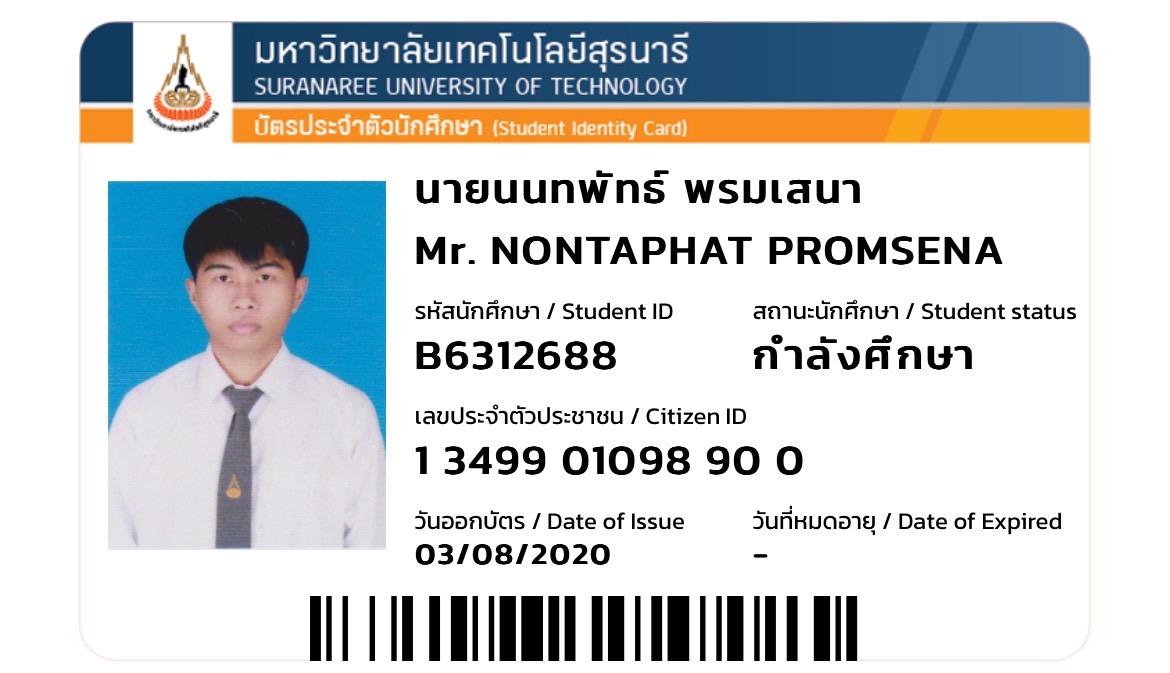 มหาวิทยาลัยเทคโนโลยีสุรนารี
SURANAREE UNIVERSITY OF TECHNOLOGY
บัตรประจำตัวนักศึกษา (Student Identity Card)
นายนนทพัทธ์ พรมเสนา
Mr. NONTAPHAT PROMSENA
รหัสนักศึกษา / Student ID
B6312688
สถานะนักศึกษา / Student status
กำลังศึกษา
เลขประจำตัวประชาชน / Citizen ID
1 3499 01098 90 0
วันออกบัตร / Date of Issue
03/08/2020
วันที่หมดอายุ / Date of Expired
-